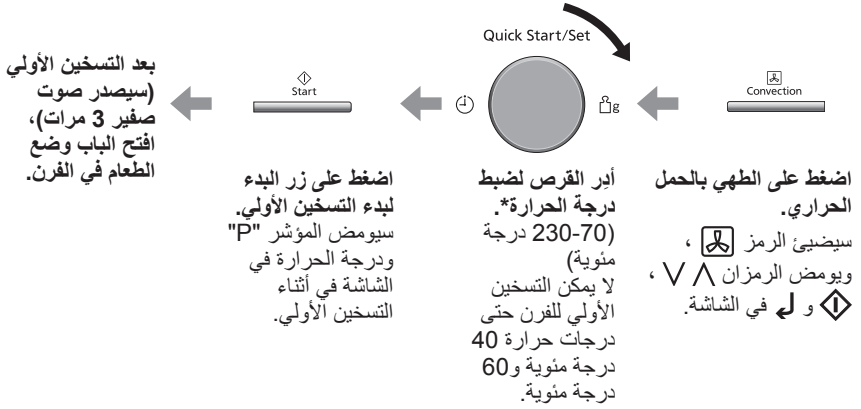 Convection
اضغط على الطهي بالحمل
الحراري.
سيضيئ الرمز ،
ويومض الرمزان ،
و في الشاشة.
Quick Start/Set
g
أدِر القرص لضبط
درجة الحرارة*.
(70-230 درجة
مئوية)
لا يمكن التسخين
الأولي للفرن حتى
درجات حرارة 40
درجة مئوية و60
درجة مئوية.
Start
اضغط على زر البدء
لبدء التسخين الأولي.
سيومض المؤشر "P"
ودرجة الحرارة في
الشاشة في أثناء
التسخين الأولي.
بعد التسخين الأولي
(سيصدر صوت
صفير 3 مرات)،
افتح الباب وضع
الطعام في الفرن.